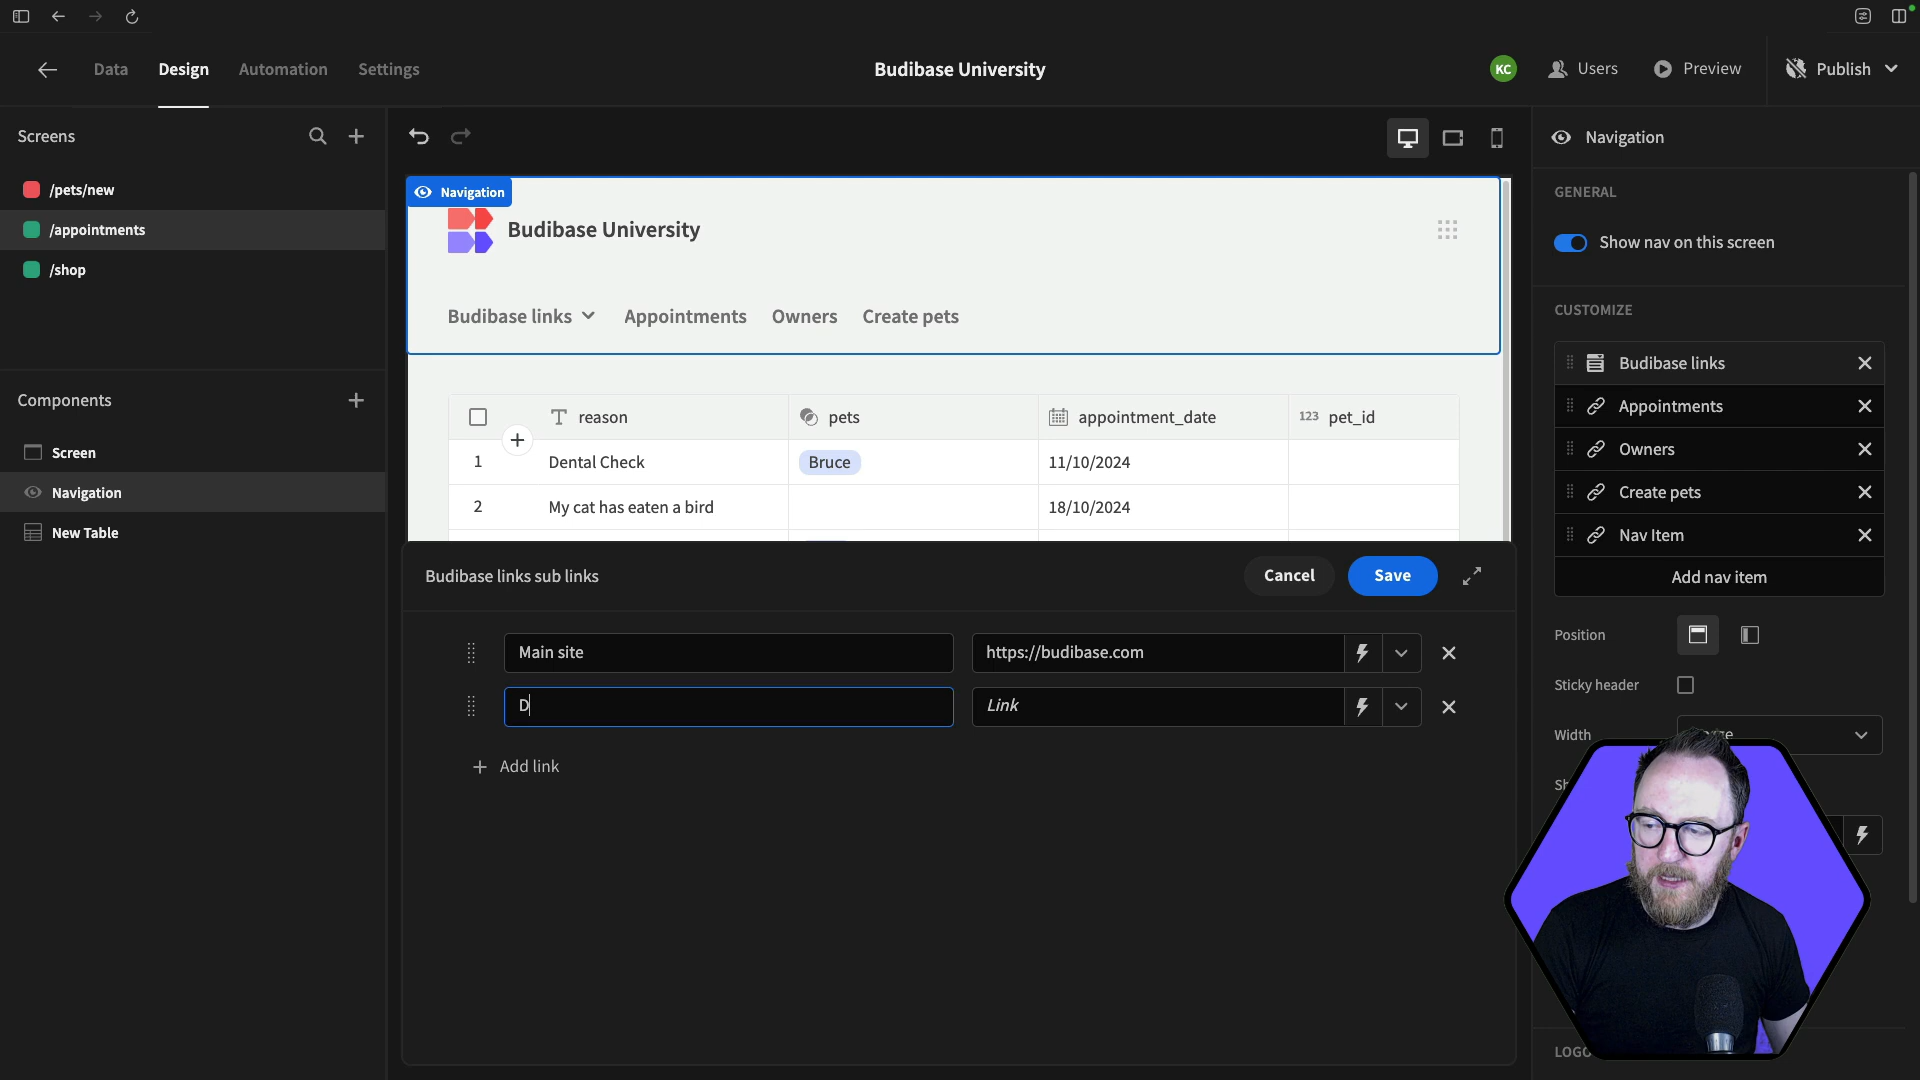 Data
Design
Automation
Settings
Budibase University
KC
Users
Preview
Publish
Screens
/pets/new
/appointments
/shop
Components
Screen
Navigation
New Table
Navigation
Budibase University
Budibase links
Appointments
Owners
Create pets
reason
pets
123 pet_id
appointment_date
1
Dental Check
Bruce
11/10/2024
2
My cat has eaten a bird
18/10/2024
Budibase links sub links
Cancel
Save
Main site
https://budibase.com
D
Link
Add link
Navigation
GENERAL
Show nav on this screen
CUSTOMIZE
Budibase links
Appointments
Owners
Create pets
Nav Item
Add nav item
Position
Sticky header
Width